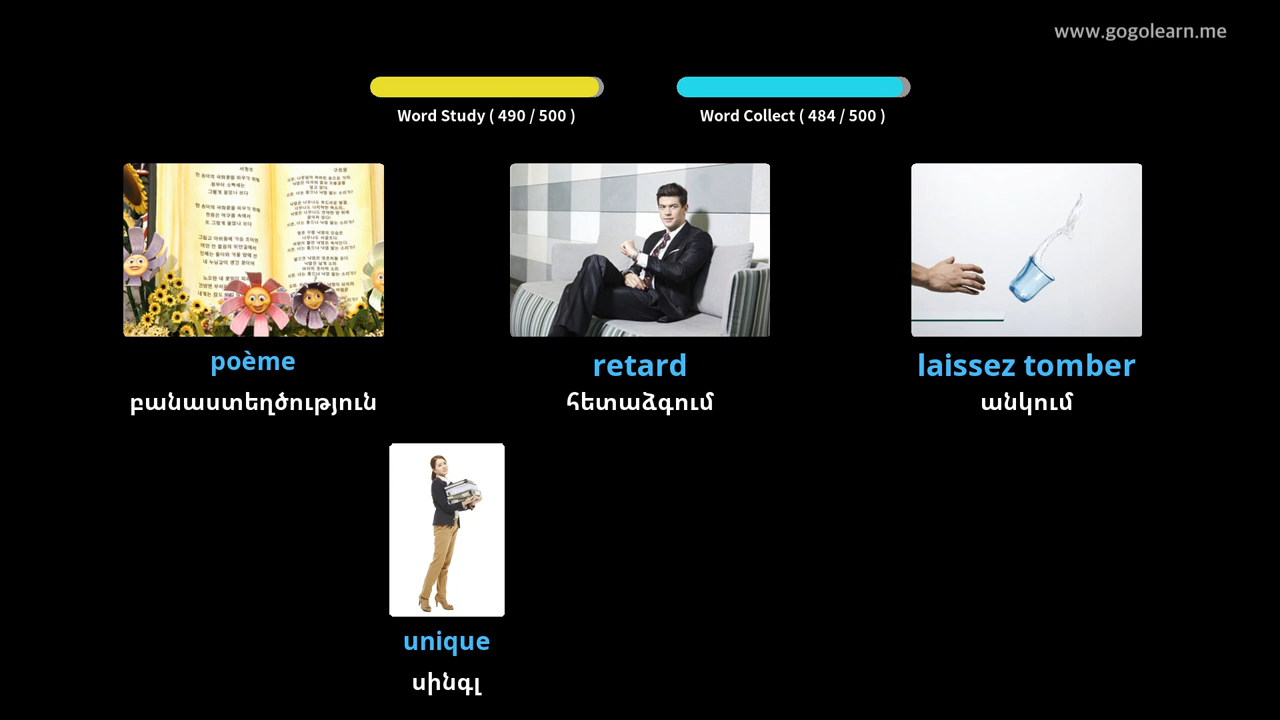 www.gogolearn.me
Word Study ( 490 / 500 )
Word Collect ( 484 / 500 )
poème
բանաստեղծություն
retard
հետաձգում
laissez tomber
անկում
unique
սինգլ